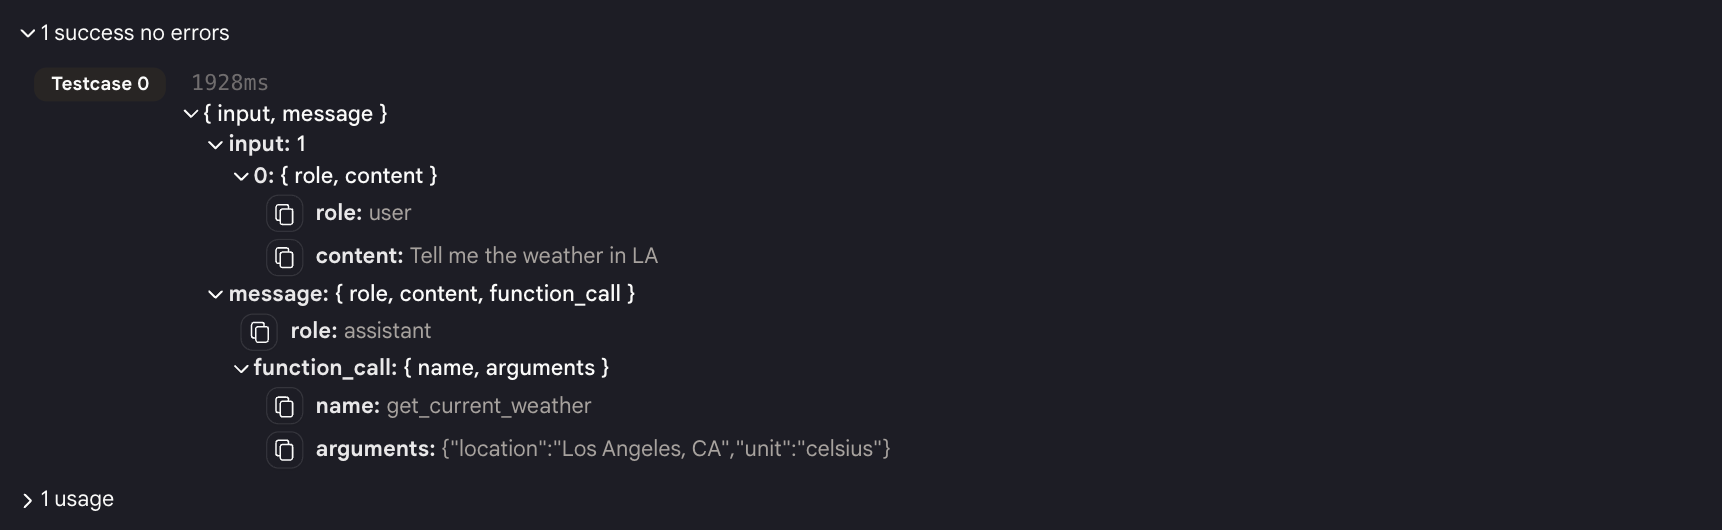 1 success no errors
Testcase 0 1928ms
{ input, message }
input: 1
0: { role, content }
role: user
content: Tell me the weather in LA
message: { role, content, function_call }
role: assistant
function_call: { name, arguments }
name: get_current_weather
arguments: {"location":"Los Angeles, CA","unit":"celsius"}
1 usage